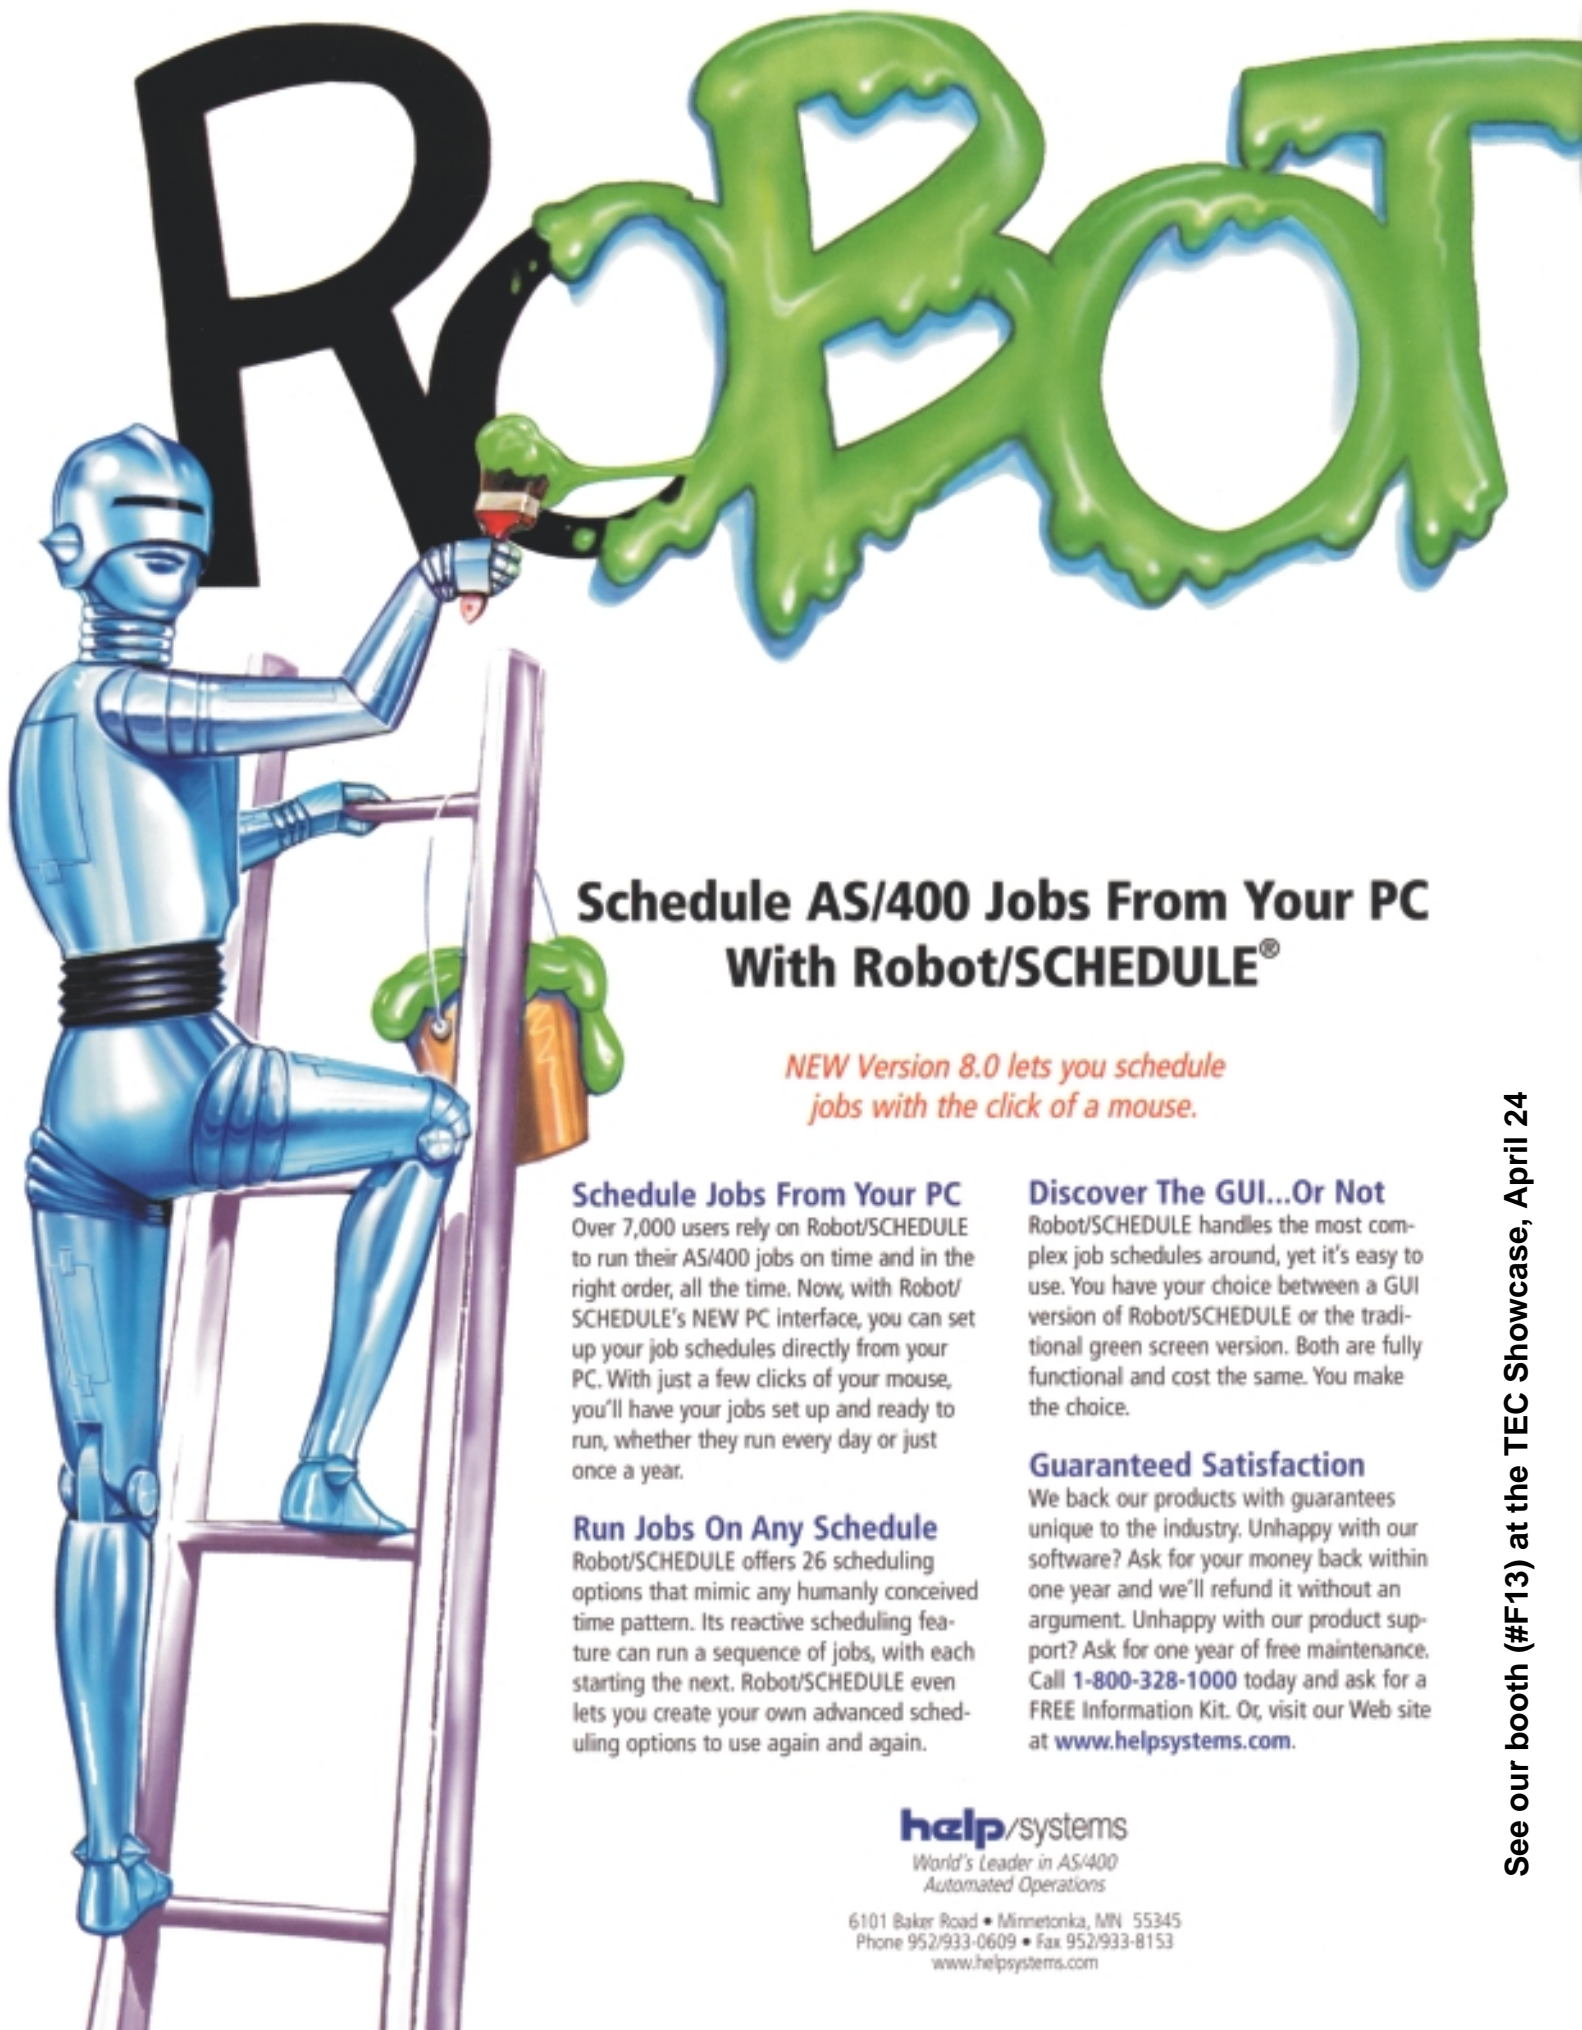 ROBOT
Schedule AS/400 Jobs From Your PC
With Robot/SCHEDULE®
NEW Version 8.0 lets you schedule
jobs with the click of a mouse.
Schedule Jobs From Your PC
Over 7,000 users rely on Robot/SCHEDULE
to run their AS/400 jobs on time and in the
right order, all the time. Now, with Robot/
SCHEDULE's NEW PC interface, you can set
up your job schedules directly from your
PC. With just a few clicks of your mouse,
you'll have your jobs set up and ready to
run, whether they run every day or just
once a year.
Run Jobs On Any Schedule
Robot/SCHEDULE offers 26 scheduling
options that mimic any humanly conceived
time pattern. Its reactive scheduling fea-
ture can run a sequence of jobs, with each
starting the next. Robot/SCHEDULE even
lets you create your own advanced sched-
uling options to use again and again.
Discover The GUI...Or Not
Robot/SCHEDULE handles the most com-
plex job schedules around, yet it's easy to
use. You have your choice between a GUI
version of Robot/SCHEDULE or the tradi-
tional green screen version. Both are fully
functional and cost the same. You make
the choice.
Guaranteed Satisfaction
We back our products with guarantees
unique to the industry. Unhappy with our
software? Ask for your money back within
one year and we'll refund it without an
argument. Unhappy with our product sup-
port? Ask for one year of free maintenance.
Call 1-800-328-1000 today and ask for a
FREE Information Kit. Or, visit our Web site
at www.helpsystems.com.
help/systems
World's Leader in AS/400
Automated Operations
6101 Baker Road • Minnetonka, MN 55345
Phone 952/933-0609 • Fax 952/933-8153
www.helpsystems.com
See our booth (#F13) at the TEC Showcase, April 24